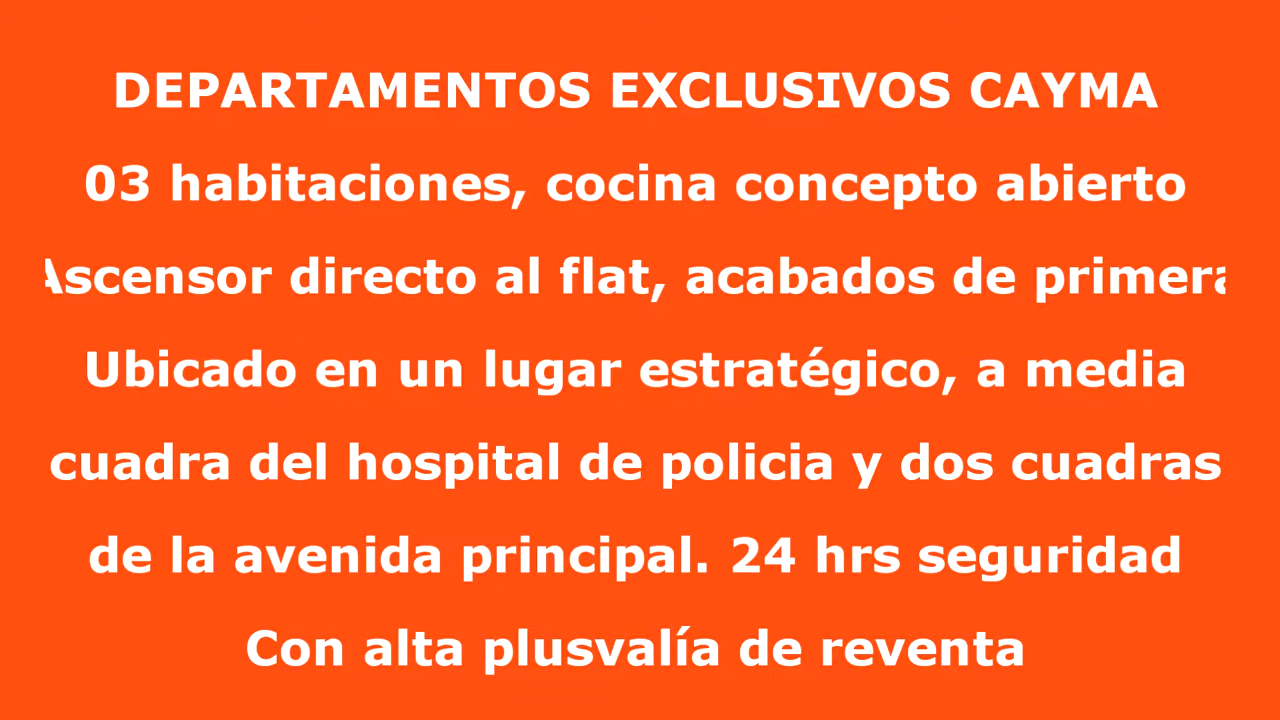 DEPARTAMENTOS EXCLUSIVOS CAYMA
03 habitaciones, cocina concepto abierto
Ascensor directo al flat, acabados de primera
Ubicado en un lugar estratégico, a media
cuadra del hospital de policia y dos cuadras
de la avenida principal. 24 hrs seguridad
Con alta plusvalía de reventa